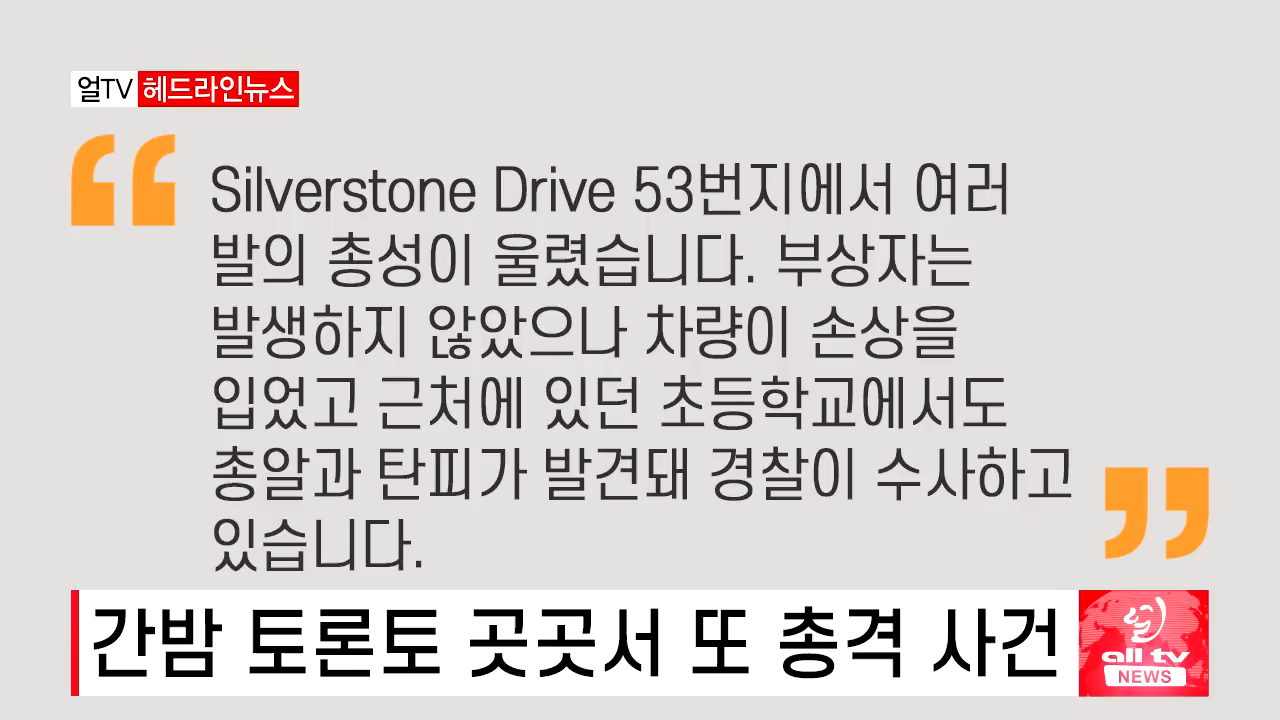 얼TV 헤드라인뉴스
Silverstone Drive 53번지에서 여러
발의 총성이 울렸습니다. 부상자는
발생하지 않았으나 차량이 손상을
입었고 근처에 있던 초등학교에서도
총알과 탄피가 발견돼 경찰이 수사하고
있습니다.
간밤 토론토 곳곳서 또 총격 사건
얼
all tv
NEWS